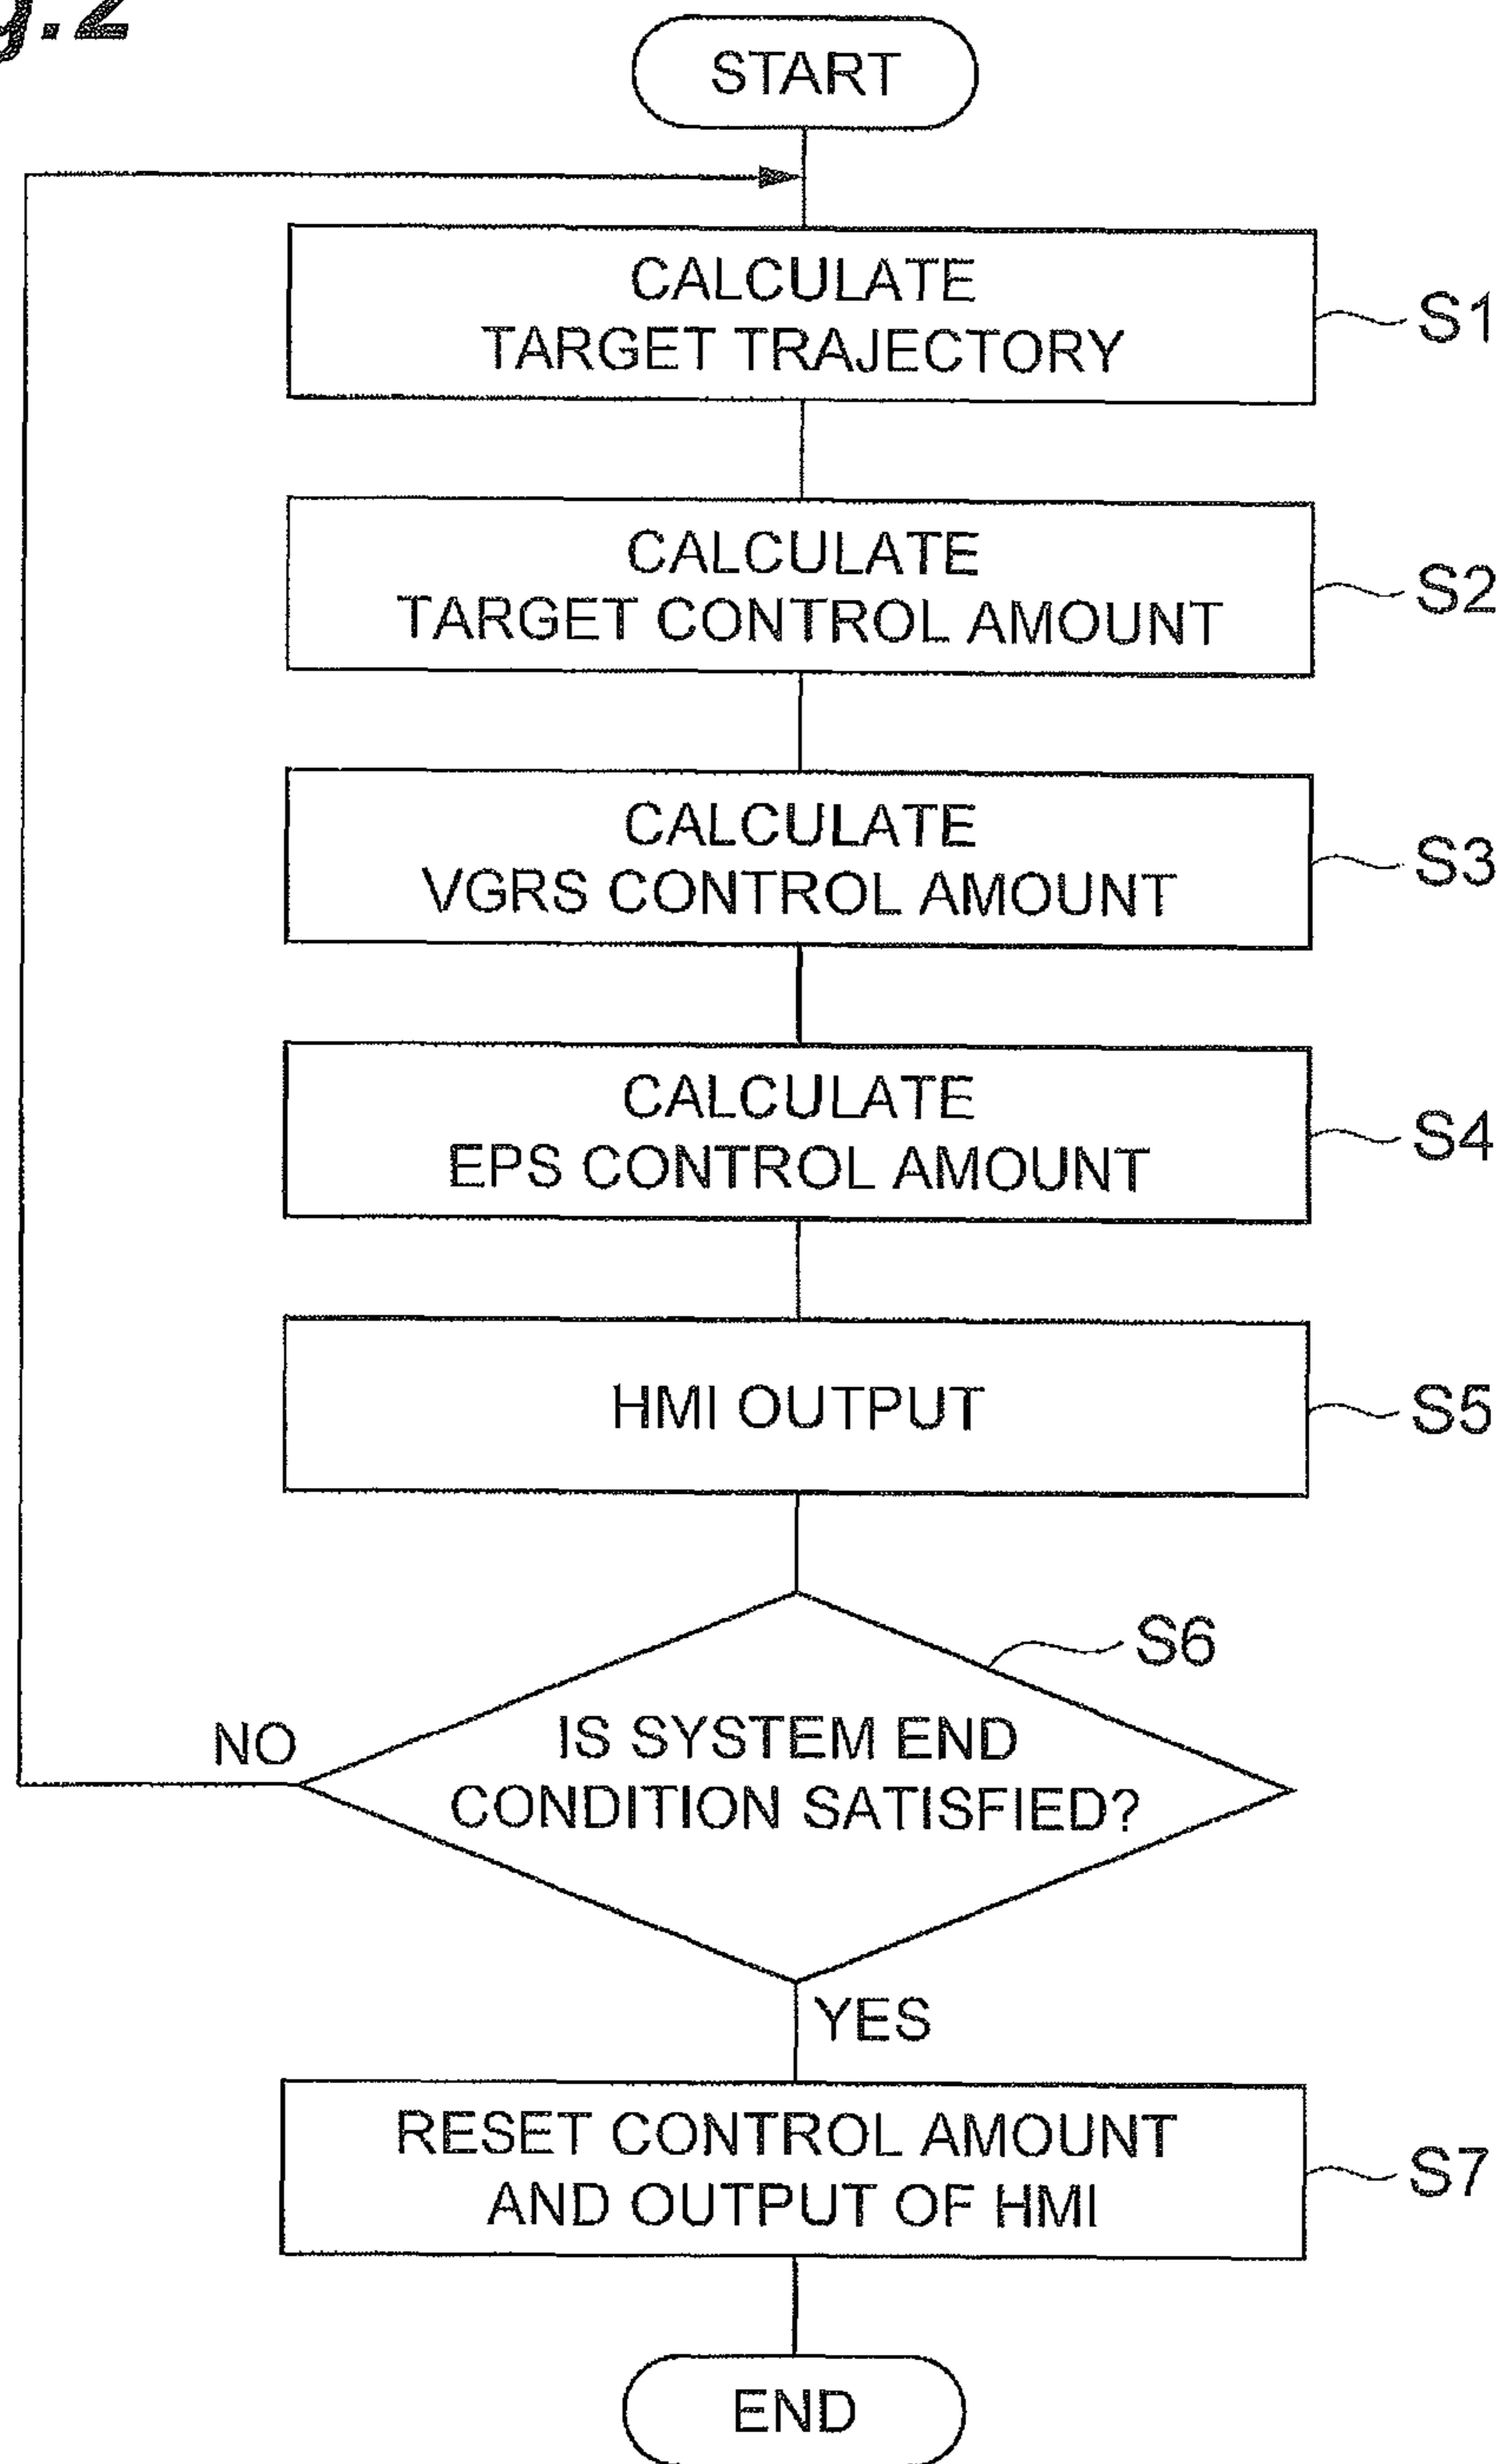 g.2
START
CALCULATE
TARGET TRAJECTORY
S1
CALCULATE
TARGET CONTROL AMOUNT
S2
CALCULATE
VGRS CONTROL AMOUNT
S3
CALCULATE
EPS CONTROL AMOUNT
S4
HMI OUTPUT
S5
S6
IS SYSTEM END
CONDITION SATISFIED?
NO
YES
RESET CONTROL AMOUNT
AND OUTPUT OF HMI
S7
END